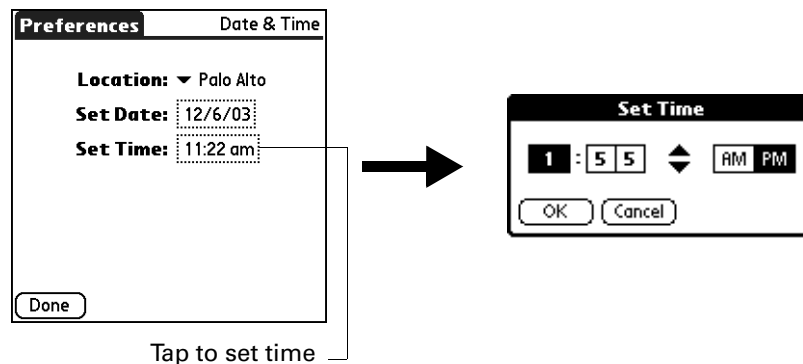 Preferences Date & Time
Location: Palo Alto
Set Date: 12/6/03
Set Time: 11:22 am
Done
Tap to set time
Set Time
1 : 5 5 AM PM
OK Cancel